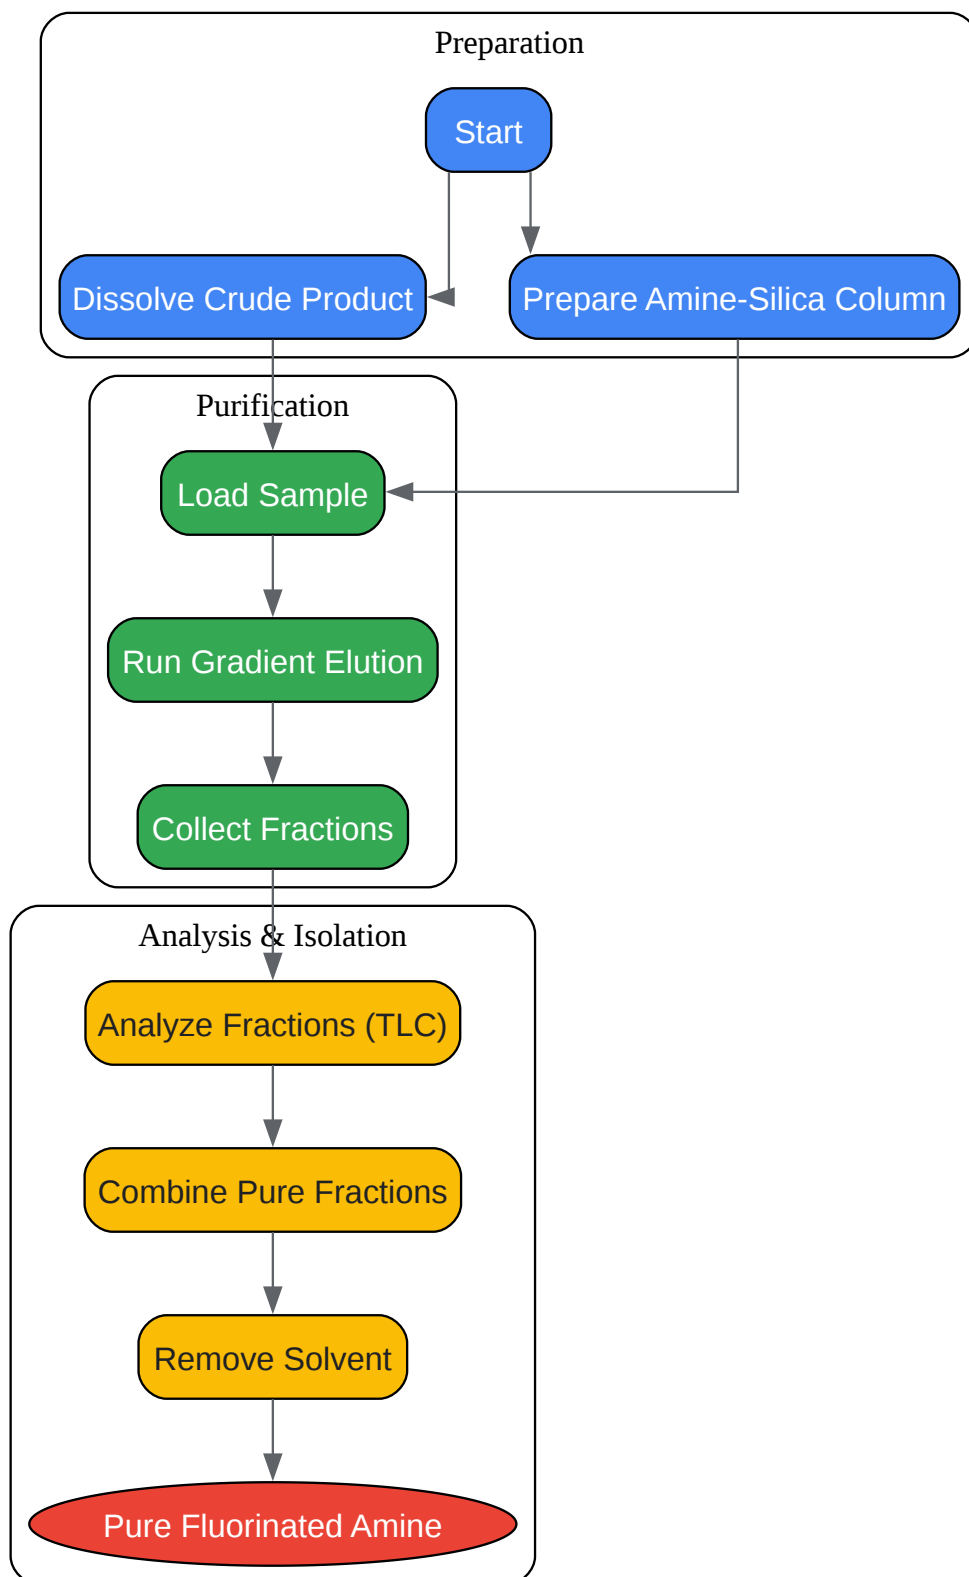 Preparation
Start
Dissolve Crude Product
Prepare Amine-Silica Column
Purification
Load Sample
Run Gradient Elution
Collect Fractions
Analysis & Isolation
Analyze Fractions (TLC)
Combine Pure Fractions
Remove Solvent
Pure Fluorinated Amine